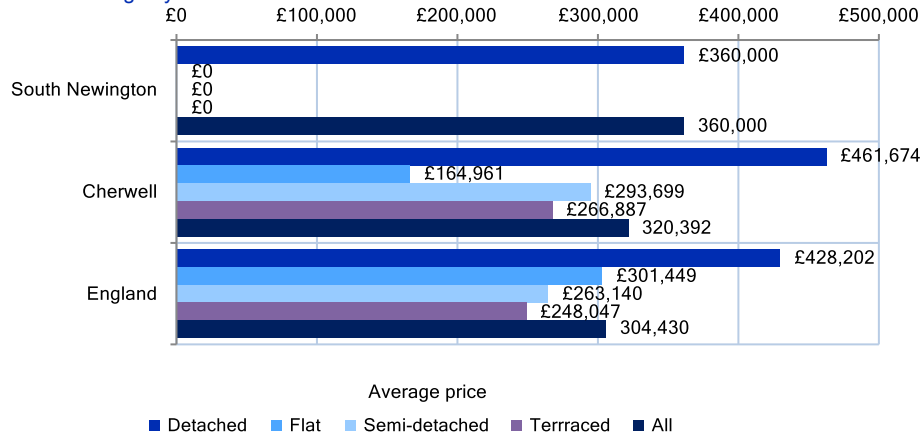 £0 £100,000 £200,000 £300,000 £400,000 £500,000
South Newington
£360,000
£0
£0
£0
360,000
Cherwell
£461,674
£164,961
£293,699
£266,887
320,392
England
£428,202
£301,449
£263,140
£248,047
304,430
Average price
Detached Flat Semi-detached Terrraced All